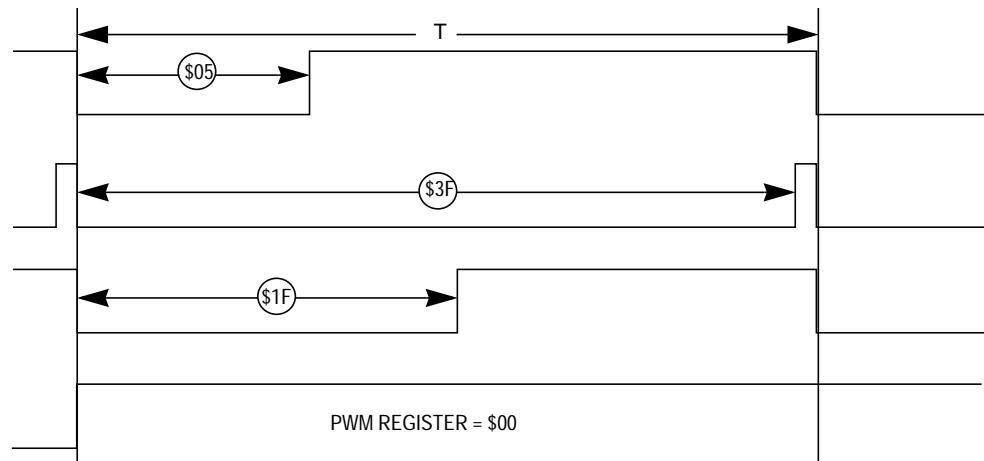 T
$05
$3F
$1F
PWM REGISTER = $00